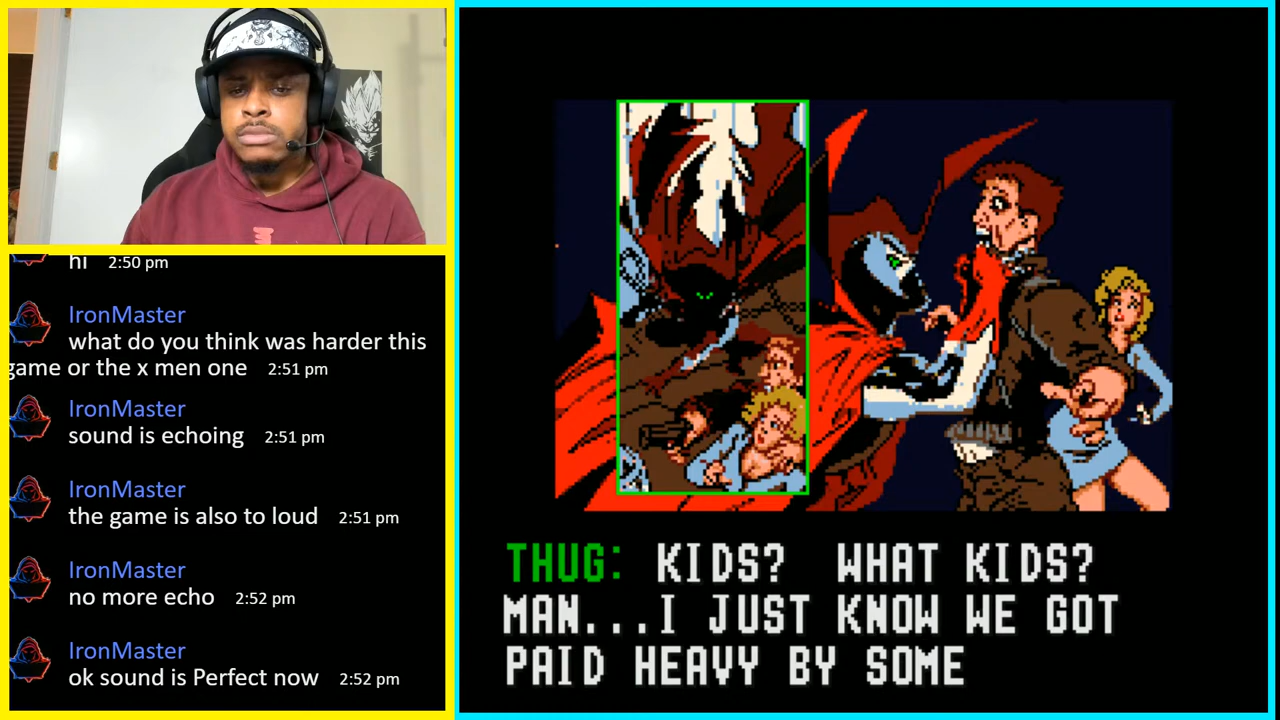 hi 2:50 pm
IronMaster
what do you think was harder this
game or the x men one 2:51 pm
IronMaster
sound is echoing 2:51 pm
IronMaster
the game is also to loud 2:51 pm
IronMaster
no more echo 2:52 pm
IronMaster
ok sound is Perfect now 2:52 pm
THUG: KIDS? WHAT KIDS?
MAN...I JUST KNOW WE GOT
PAID HEAVY BY SOME